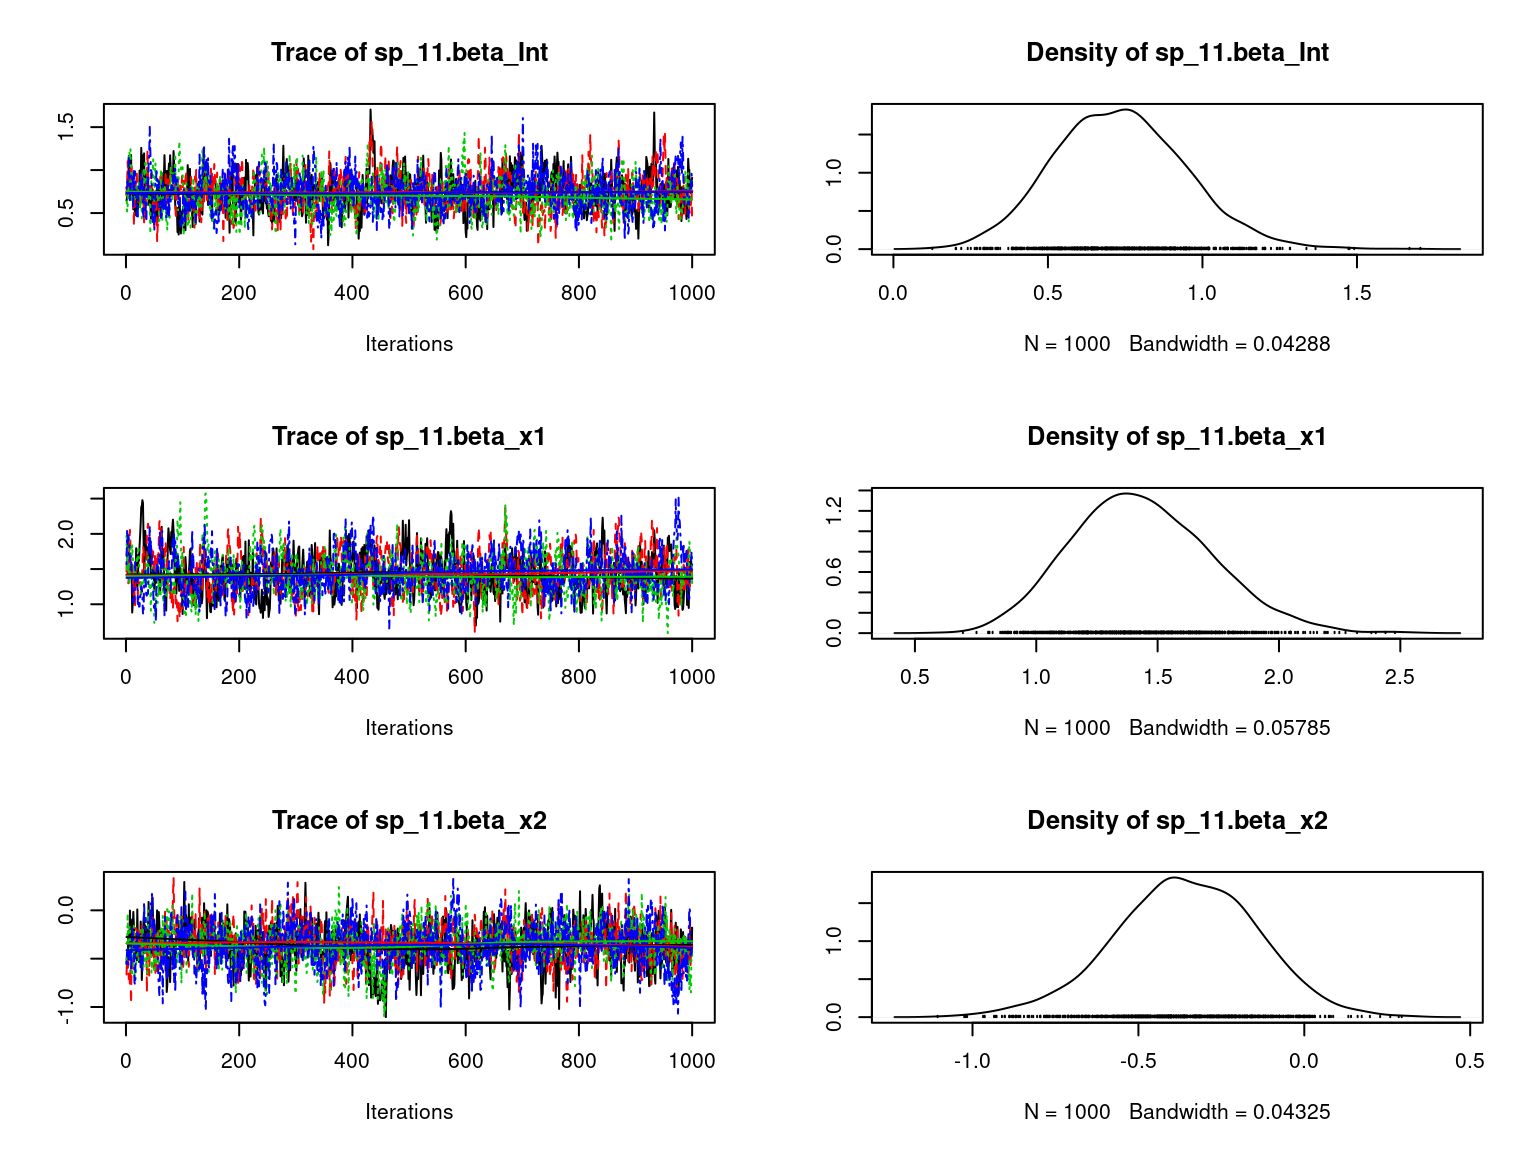 Trace of sp_11.beta_Int
1.5
0.5
0 200 400 600 800 1000
Iterations
Density of sp_11.beta_Int
1.0
0.0
0.0 0.5 1.0 1.5
N = 1000 Bandwidth = 0.04288
Trace of sp_11.beta_x1
2.0
1.0
0 200 400 600 800 1000
Iterations
Density of sp_11.beta_x1
1.2
0.6
0.0
0.5 1.0 1.5 2.0 2.5
N = 1000 Bandwidth = 0.05785
Trace of sp_11.beta_x2
0.0
-1.0
0 200 400 600 800 1000
Iterations
Density of sp_11.beta_x2
1.0
0.0
-1.0 -0.5 0.0 0.5
N = 1000 Bandwidth = 0.04325